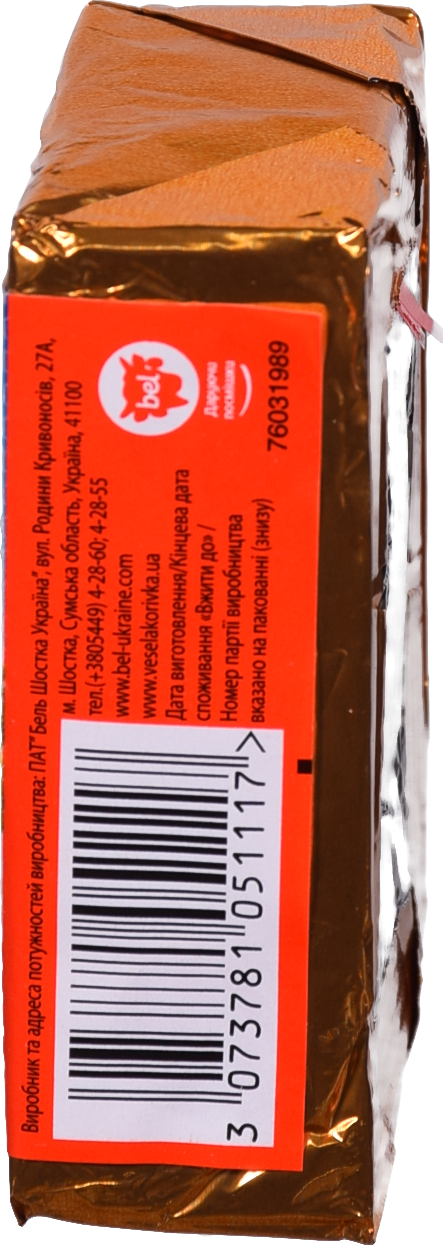 Виробник та адреса потужностей виробництва: ПАТ "Бель Шостка Україна", вул. Родини Кривоносів, 27А,
м. Шостка, Сумська область, Україна, 41100
тел.(+3805449) 4-28-60; 4-28-55
www.bel-ukraine.com
www.veselakorivka.ua
Дата виготовлення/Кінцева дата
споживання «Вжити до» /
Номер партії виробництва
вказано на пакованні (знизу)
bel
Даруючи
посмішки
76031989
3 073781 051117 >